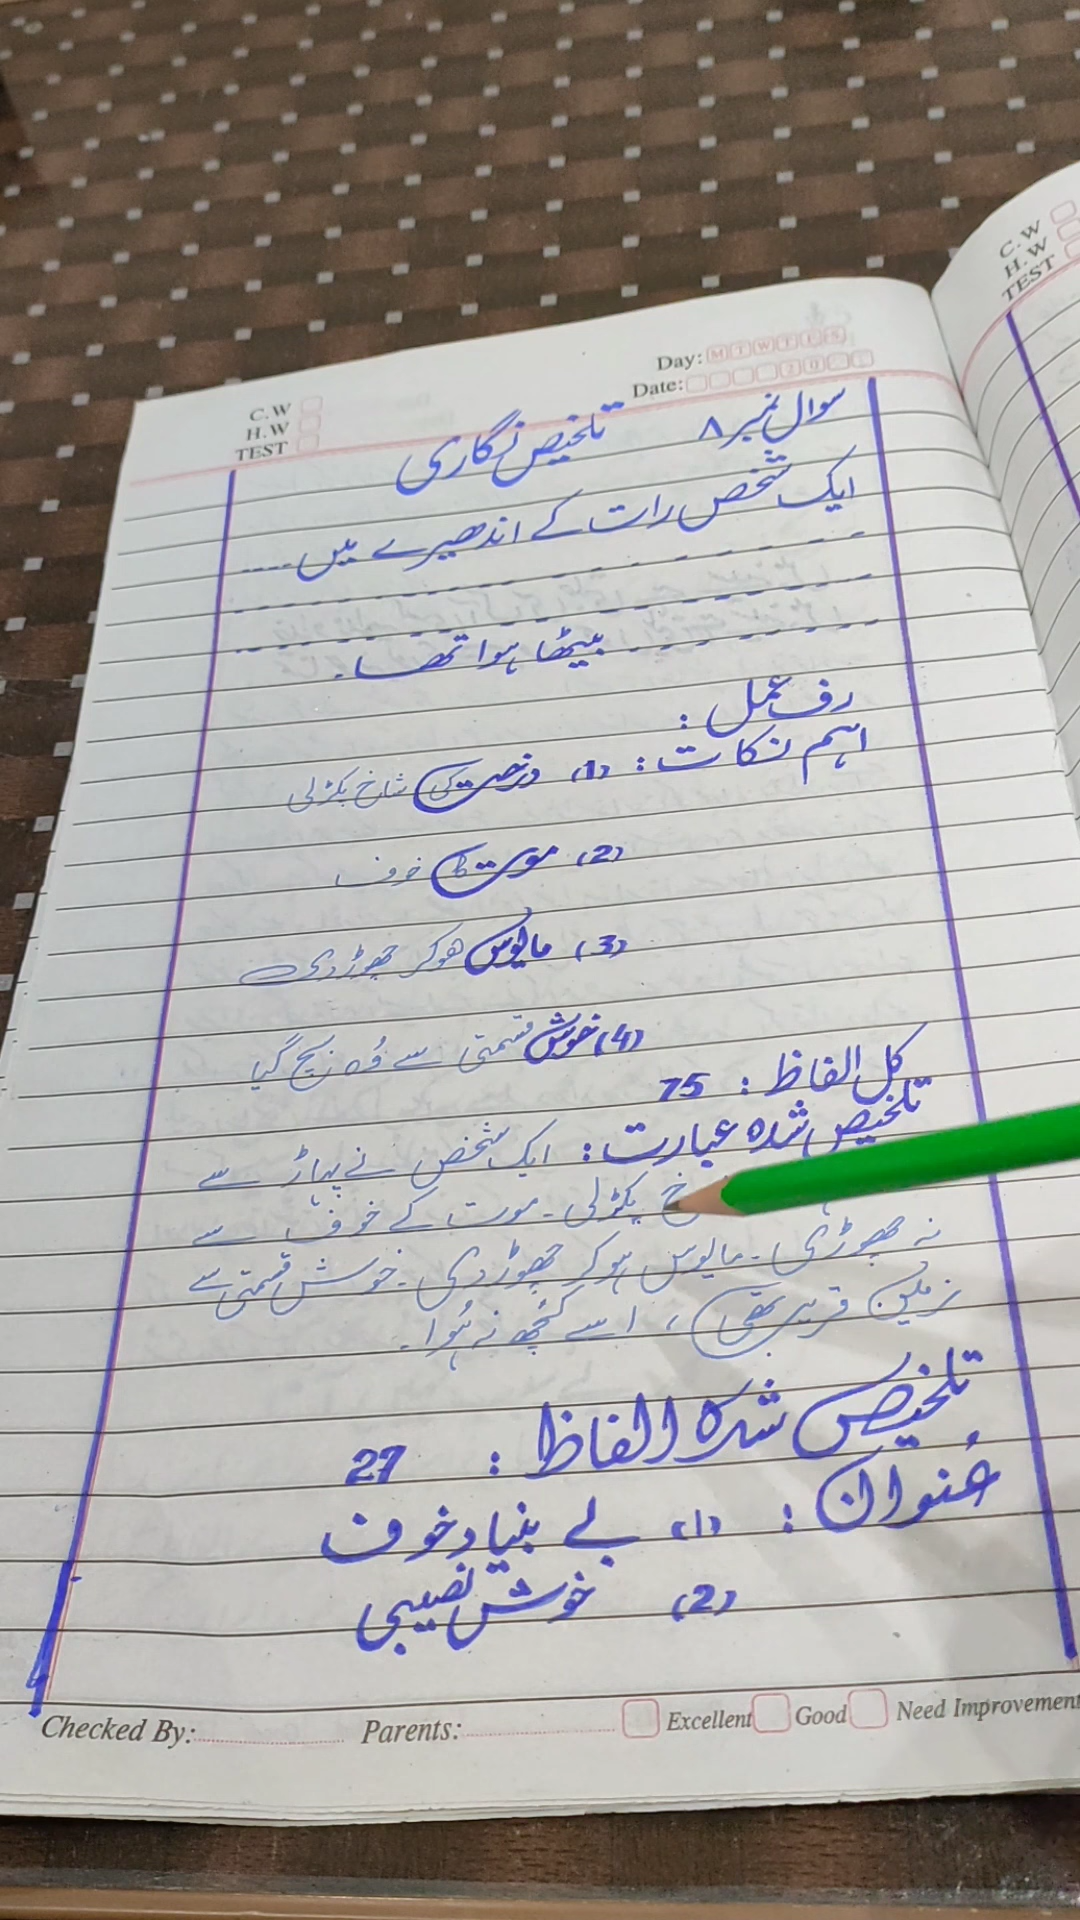 C.W
H.W
TEST
Day: M T W T F S
Date: 20
C.W
H.W
TEST
سوال نمبر ۸ تلخیص نگاری
ایک شخص رات کے اندھیرے میں ....
بیٹھا ہوا تھا۔
رف عمل :
اہم نکات : (1) درخت کی شاخ پکڑ لی
(2) موت کا خوف
(3) مایوس ہو کر چھوڑ دی
(4) خوش قسمتی سے وُہ بچ گیا
کل الفاظ : 75
تلخیص شدہ عبارت : ایک شخص نے پہاڑ سے
خ پکڑ لی ۔ موت کے خوف سے
نہ چھوڑی ۔ مایوس ہو کر چھوڑ دی ۔ خوش قسمتی سے
زمین قریب تھی ، اسے کُچھ نہ ہُوا ۔
تلخیص شدہ الفاظ : 27
عُنوان : (1) بے بنیاد خوف
(2) خوش نصیبی
Checked By: Parents: Excellent Good Need Improvement